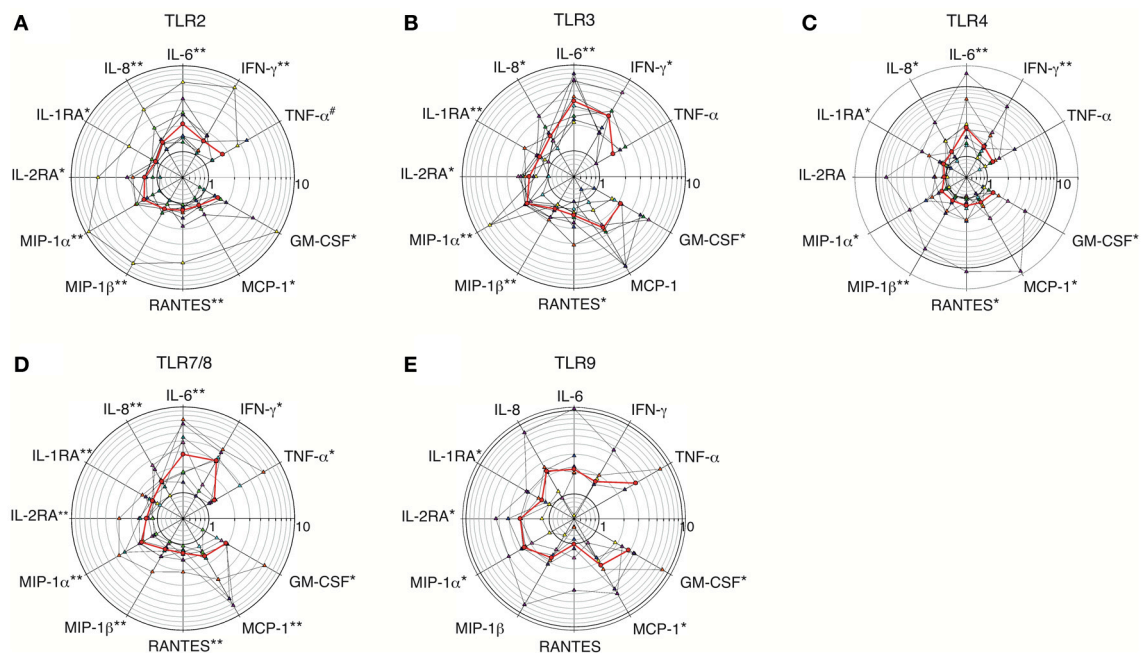 A
TLR2
IL-6**
IL-8**
IFN-γ**
IL-1RA*
TNF-α#
IL-2RA*
1
10
MIP-1α**
GM-CSF*
MIP-1β**
MCP-1*
RANTES**
B
TLR3
IL-6**
IL-8*
IFN-γ*
IL-1RA**
TNF-α
IL-2RA*
1
10
MIP-1α**
GM-CSF*
MIP-1β**
MCP-1
RANTES*
C
TLR4
IL-6**
IL-8*
IFN-γ**
IL-1RA*
TNF-α
IL-2RA
1
10
MIP-1α*
GM-CSF*
MIP-1β**
MCP-1*
RANTES*
D
TLR7/8
IL-6**
IL-8**
IFN-γ*
IL-1RA**
TNF-α*
IL-2RA**
1
10
MIP-1α**
GM-CSF*
MIP-1β**
MCP-1**
RANTES**
E
TLR9
IL-6
IL-8
IFN-γ
IL-1RA*
TNF-α
IL-2RA*
1
10
MIP-1α*
GM-CSF*
MIP-1β
MCP-1*
RANTES